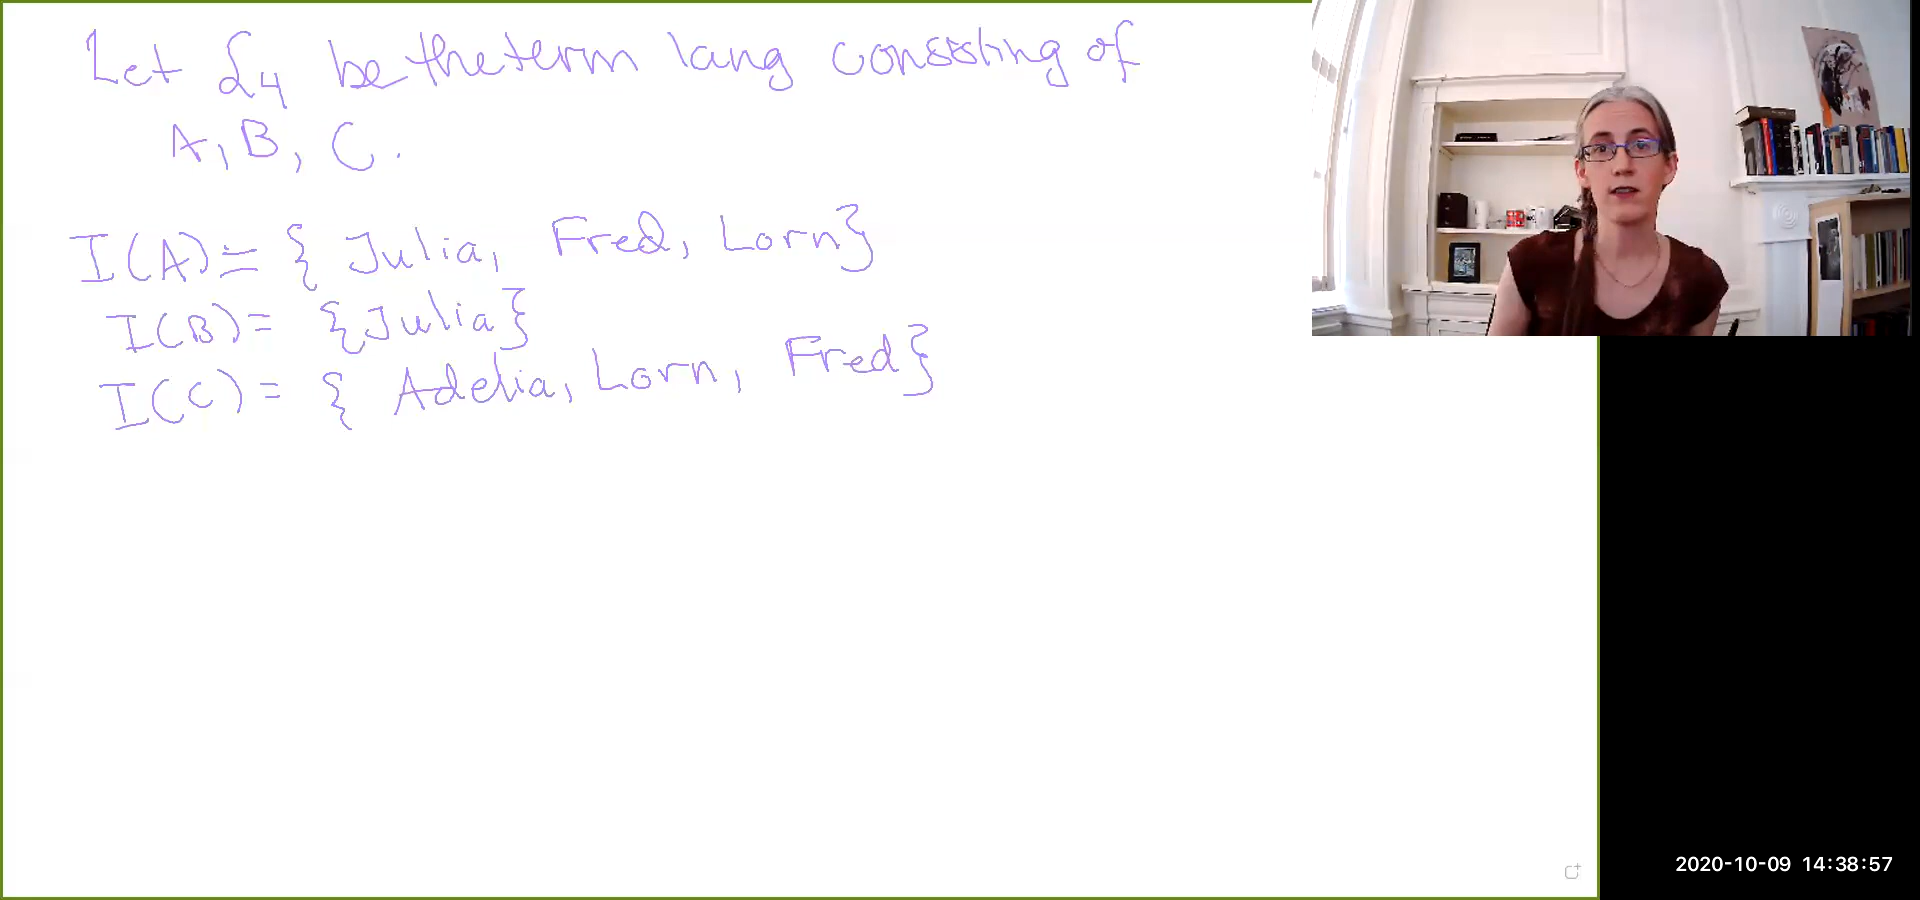 Let L4 be the term lang consisting of
A, B, C.
I(A) = { Julia, Fred, Lorn}
I(B) = {Julia}
I(C) = { Adelia, Lorn, Fred}
2020-10-09 14:38:57